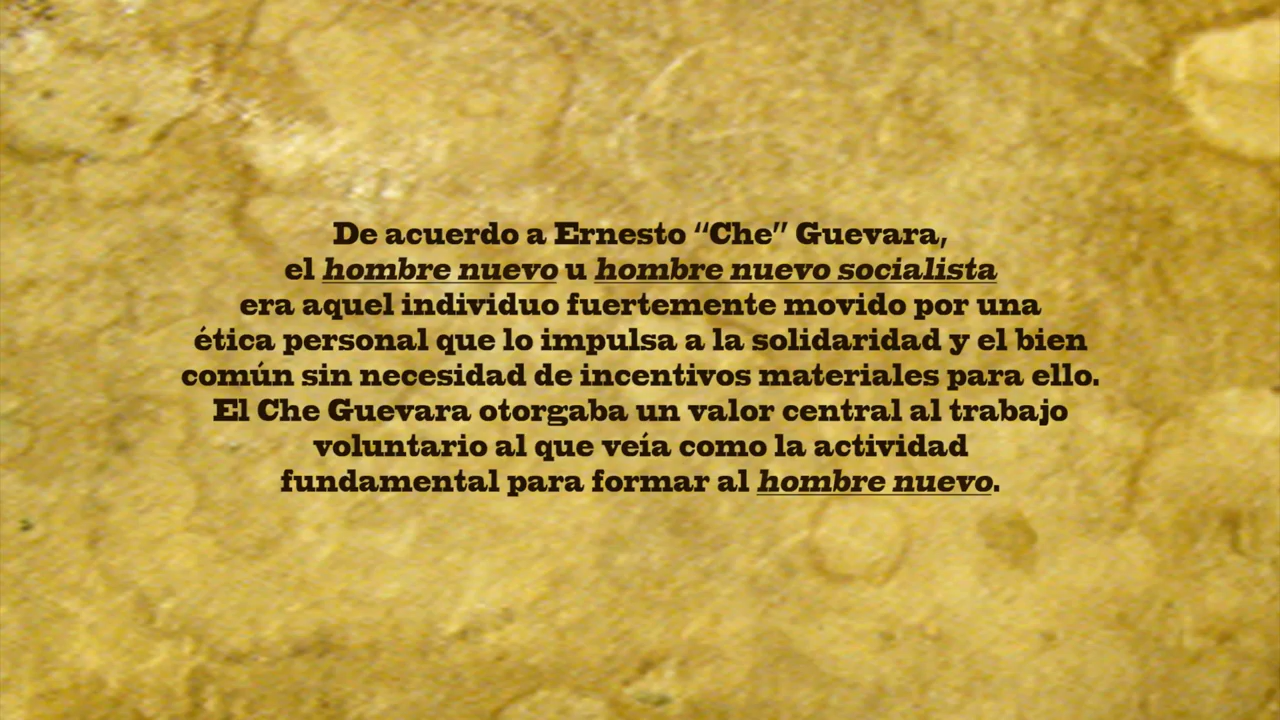 De acuerdo a Ernesto “Che” Guevara,
el hombre nuevo u hombre nuevo socialista
era aquel individuo fuertemente movido por una
ética personal que lo impulsa a la solidaridad y el bien
común sin necesidad de incentivos materiales para ello.
El Che Guevara otorgaba un valor central al trabajo
voluntario al que veía como la actividad
fundamental para formar al hombre nuevo.